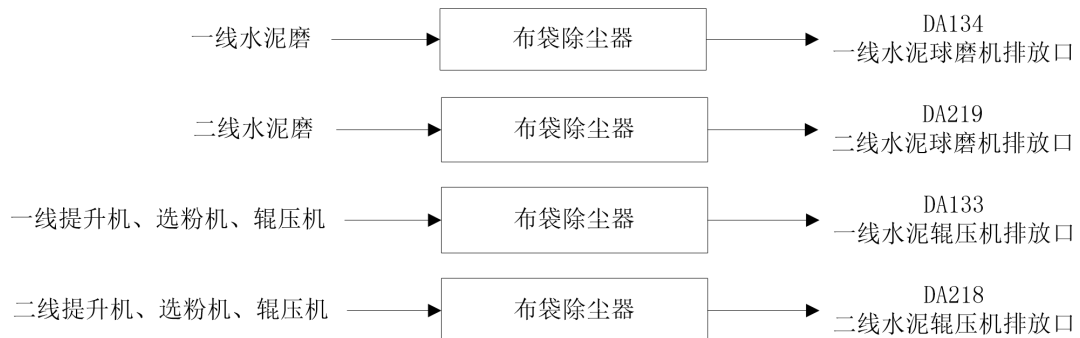 一线水泥磨
布袋除尘器
DA134
一线水泥球磨机排放口
二线水泥磨
布袋除尘器
DA219
二线水泥球磨机排放口
一线提升机、选粉机、辊压机
布袋除尘器
DA133
一线水泥辊压机排放口
二线提升机、选粉机、辊压机
布袋除尘器
DA218
二线水泥辊压机排放口